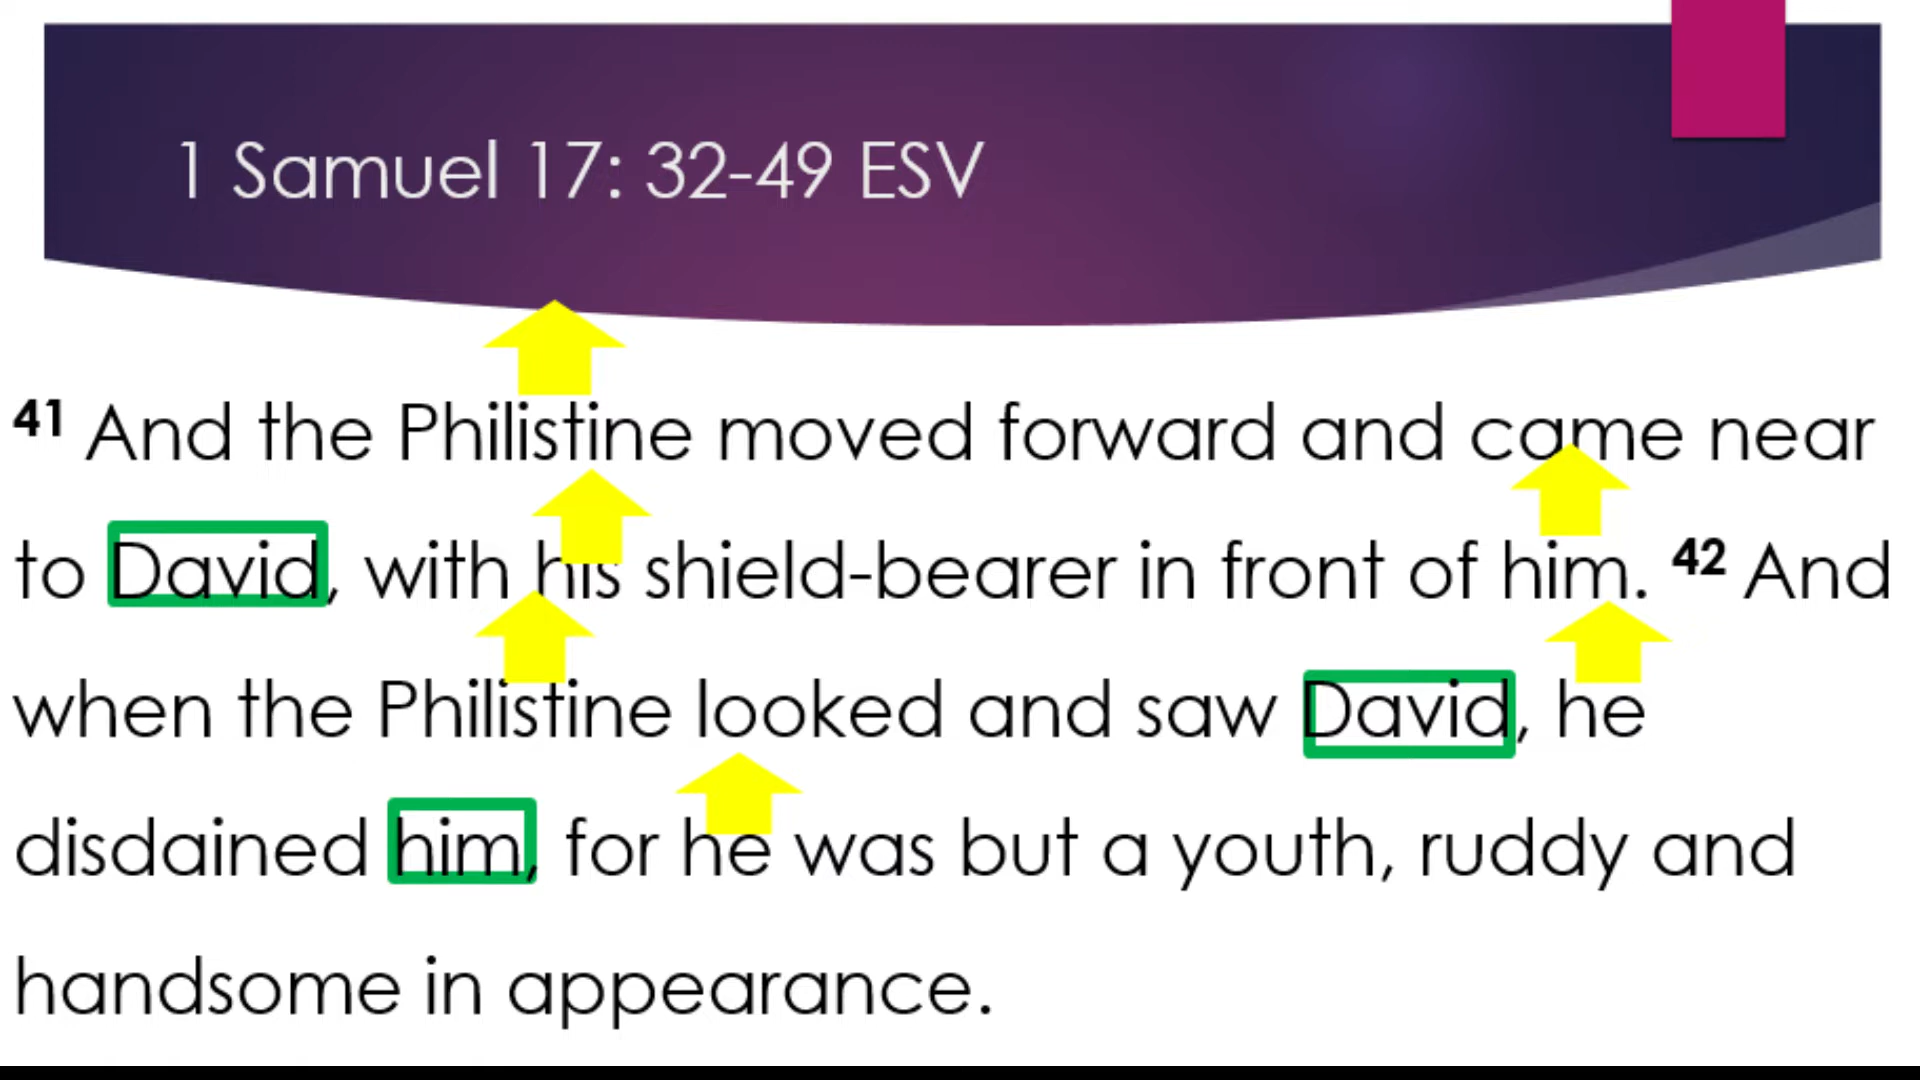 1 Samuel 17: 32-49 ESV
41 And the Philistine moved forward and came near
to David, with his shield-bearer in front of him. 42 And
when the Philistine looked and saw David, he
disdained him, for he was but a youth, ruddy and
handsome in appearance.